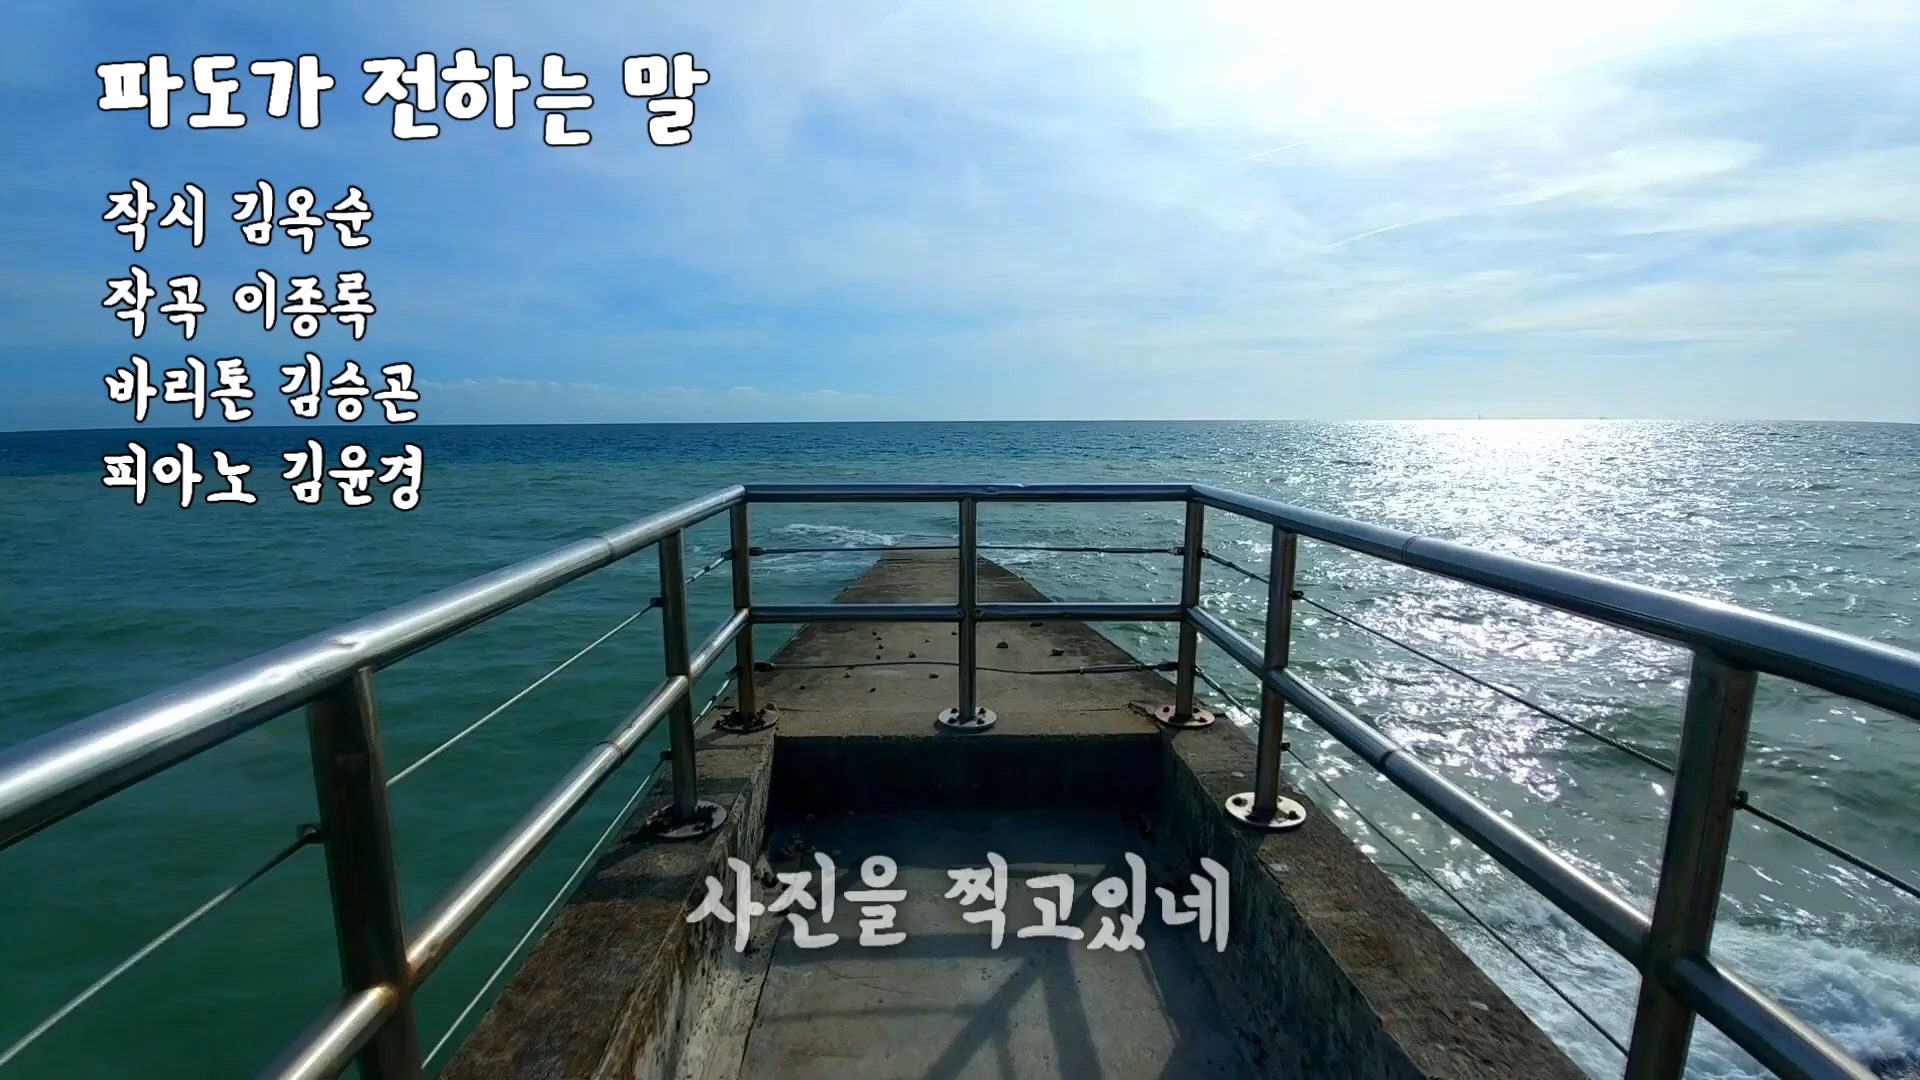 파도가 전하는 말
작시 김옥순
작곡 이종록
바리톤 김승곤
피아노 김윤경
사진을 찍고있네